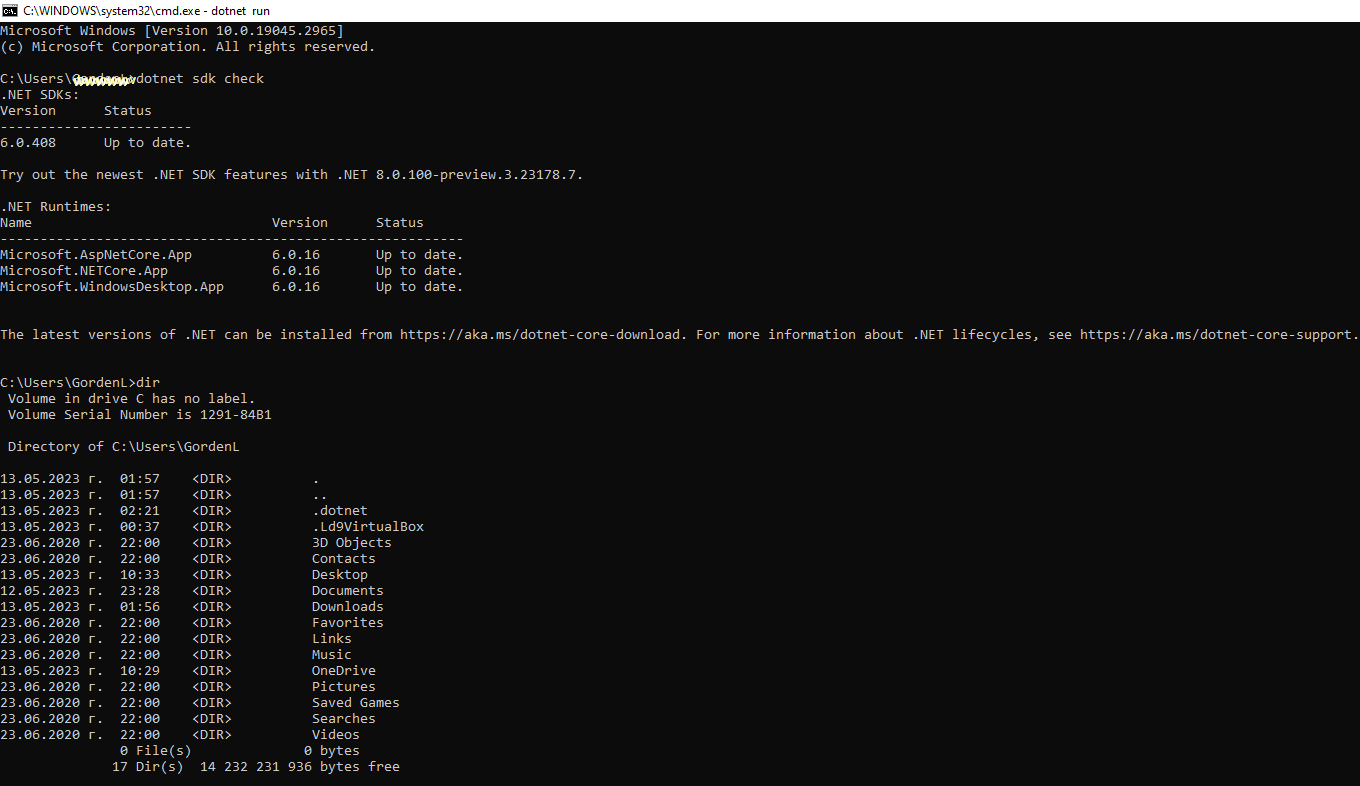 C:\WINDOWS\system32\cmd.exe - dotnet run
Microsoft Windows [Version 10.0.19045.2965]
(c) Microsoft Corporation. All rights reserved.
C:\Users\ dotnet sdk check
.NET SDKs:
Version      Status
------------------------
6.0.408      Up to date.
Try out the newest .NET SDK features with .NET 8.0.100-preview.3.23178.7.
.NET Runtimes:
Name                              Version      Status
----------------------------------------------------------
Microsoft.AspNetCore.App          6.0.16       Up to date.
Microsoft.NETCore.App             6.0.16       Up to date.
Microsoft.WindowsDesktop.App      6.0.16       Up to date.
The latest versions of .NET can be installed from https://aka.ms/dotnet-core-download. For more information about .NET lifecycles, see https://aka.ms/dotnet-core-support.
C:\Users\GordenL>dir
 Volume in drive C has no label.
 Volume Serial Number is 1291-84B1
 Directory of C:\Users\GordenL
13.05.2023 г.  01:57    <DIR>          .
13.05.2023 г.  01:57    <DIR>          ..
13.05.2023 г.  02:21    <DIR>          .dotnet
13.05.2023 г.  00:37    <DIR>          .Ld9VirtualBox
23.06.2020 г.  22:00    <DIR>          3D Objects
23.06.2020 г.  22:00    <DIR>          Contacts
13.05.2023 г.  10:33    <DIR>          Desktop
12.05.2023 г.  23:28    <DIR>          Documents
13.05.2023 г.  01:56    <DIR>          Downloads
23.06.2020 г.  22:00    <DIR>          Favorites
23.06.2020 г.  22:00    <DIR>          Links
23.06.2020 г.  22:00    <DIR>          Music
13.05.2023 г.  10:29    <DIR>          OneDrive
23.06.2020 г.  22:00    <DIR>          Pictures
23.06.2020 г.  22:00    <DIR>          Saved Games
23.06.2020 г.  22:00    <DIR>          Searches
23.06.2020 г.  22:00    <DIR>          Videos
               0 File(s)              0 bytes
              17 Dir(s)  14 232 231 936 bytes free